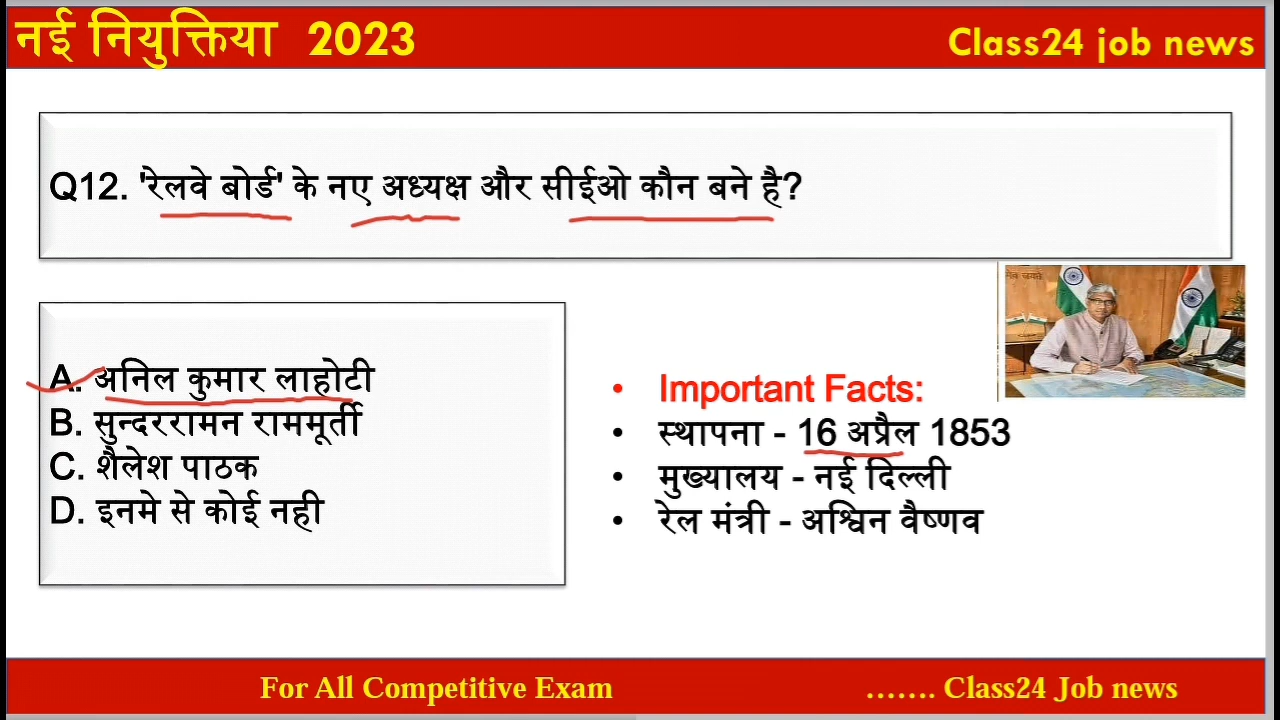 नई नियुक्तिया 2023
Class24 job news
Q12. 'रेलवे बोर्ड' के नए अध्यक्ष और सीईओ कौन बने है?
A. अनिल कुमार लाहोटी
B. सुन्दररामन राममूर्ती
C. शैलेश पाठक
D. इनमे से कोई नही
• Important Facts:
• स्थापना - 16 अप्रैल 1853
• मुख्यालय - नई दिल्ली
• रेल मंत्री - अश्विन वैष्णव
For All Competitive Exam
....... Class24 Job news